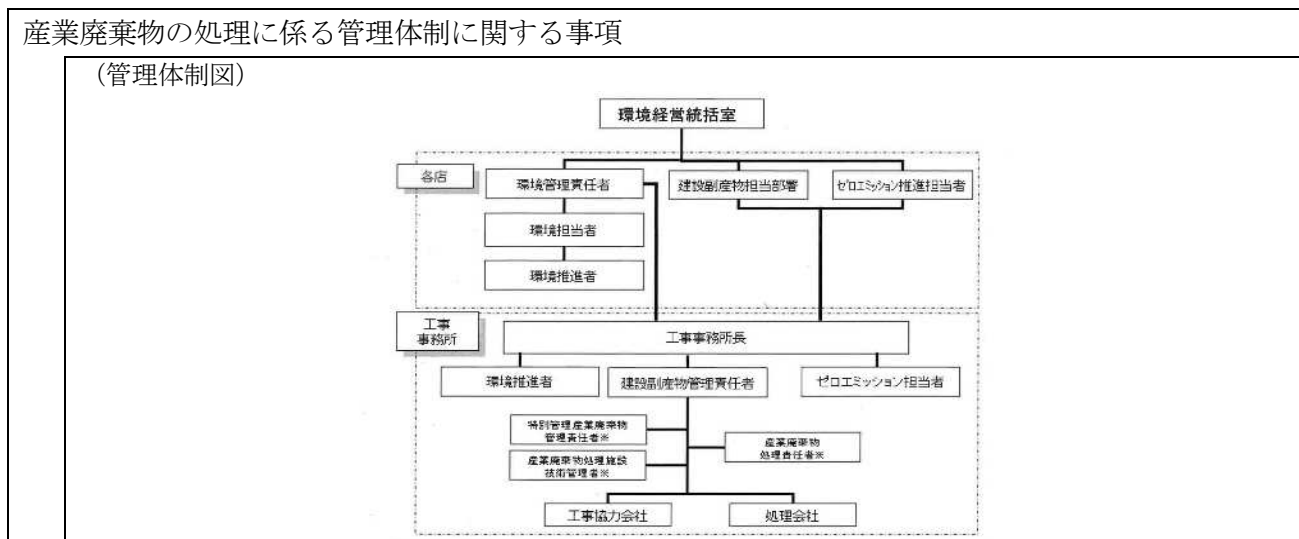 産業廃棄物の処理に係る管理体制に関する事項
（管理体制図）
環境経営統括室
各店
環境管理責任者
建設副産物担当部署
ゼロエミッション推進担当者
環境担当者
環境推進者
工事
事務所
工事事務所長
環境推進者
建設副産物管理責任者
ゼロエミッション担当者
特別管理産業廃棄物
管理責任者※
産業廃棄物
処理責任者※
産業廃棄物処理施設
技術管理者※
工事協力会社
処理会社